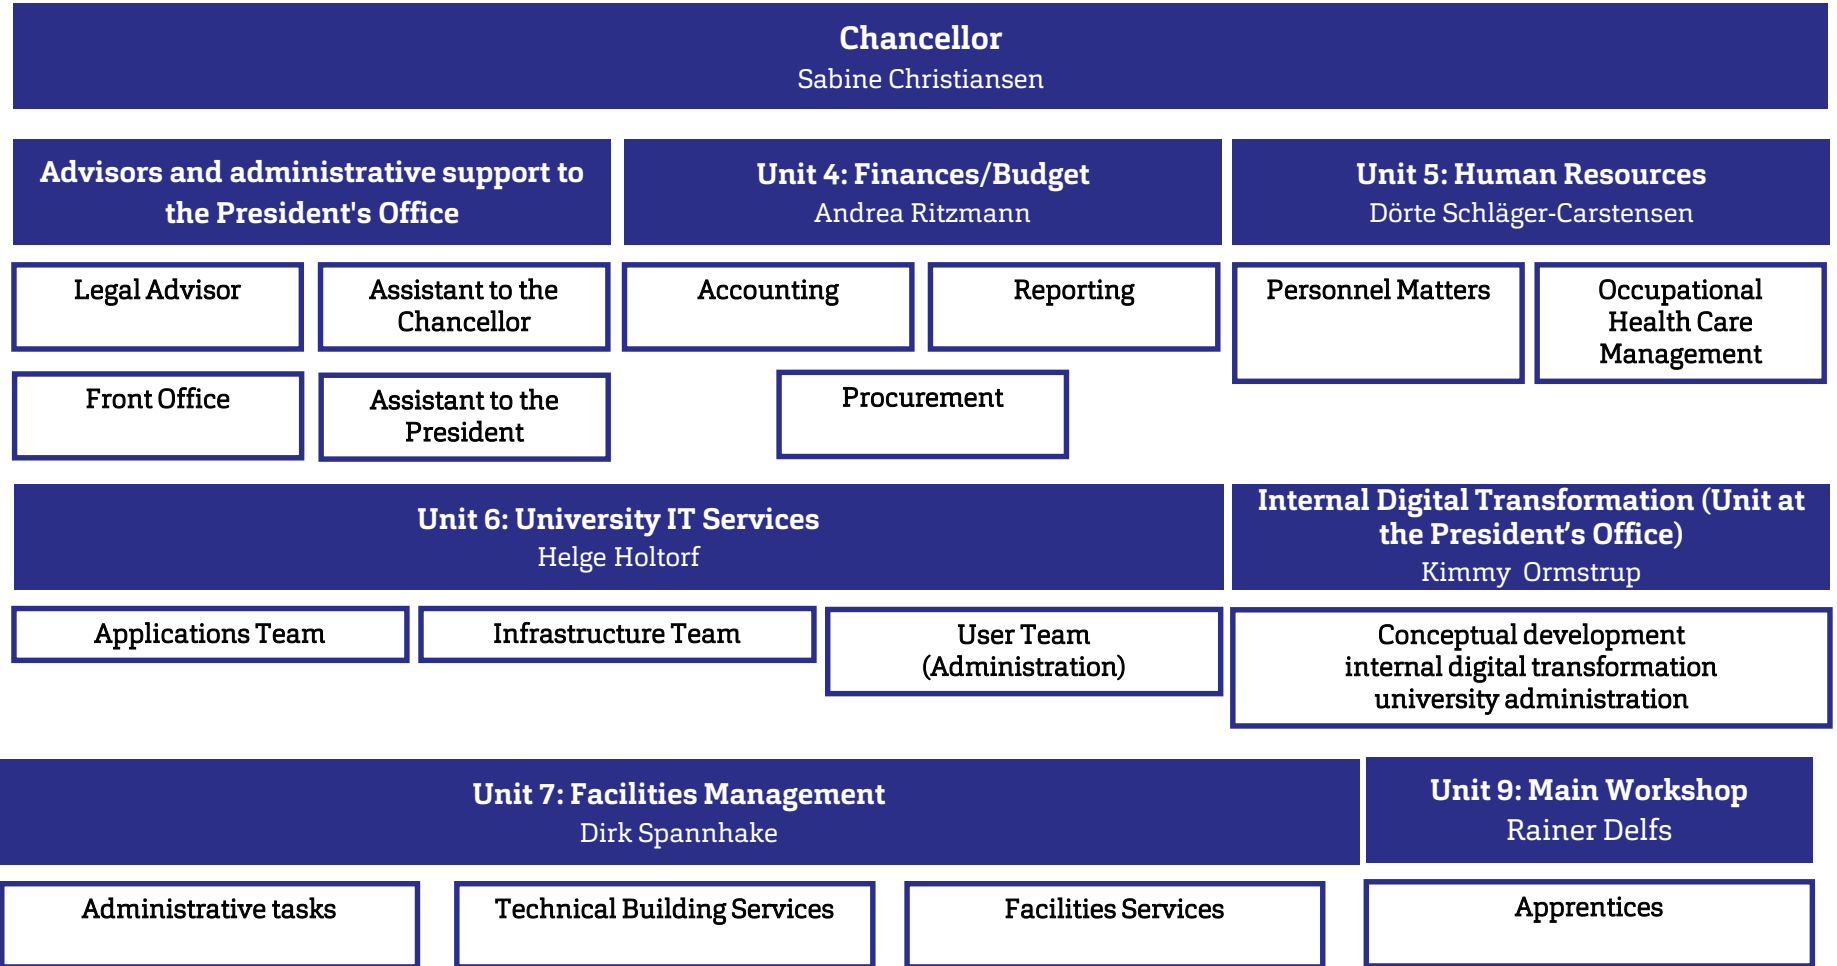 Chancellor
Sabine Christiansen
Advisors and administrative support to
the President's Office
Unit 4: Finances/Budget
Andrea Ritzmann
Unit 5: Human Resources
Dörte Schläger-Carstensen
Legal Advisor
Assistant to the
Chancellor
Accounting
Reporting
Personnel Matters
Occupational
Health Care
Management
Front Office
Assistant to the
President
Procurement
Unit 6: University IT Services
Helge Holtorf
Internal Digital Transformation (Unit at
the President’s Office)
Kimmy Ormstrup
Applications Team
Infrastructure Team
User Team
(Administration)
Conceptual development
internal digital transformation
university administration
Unit 7: Facilities Management
Dirk Spannhake
Unit 9: Main Workshop
Rainer Delfs
Administrative tasks
Technical Building Services
Facilities Services
Apprentices